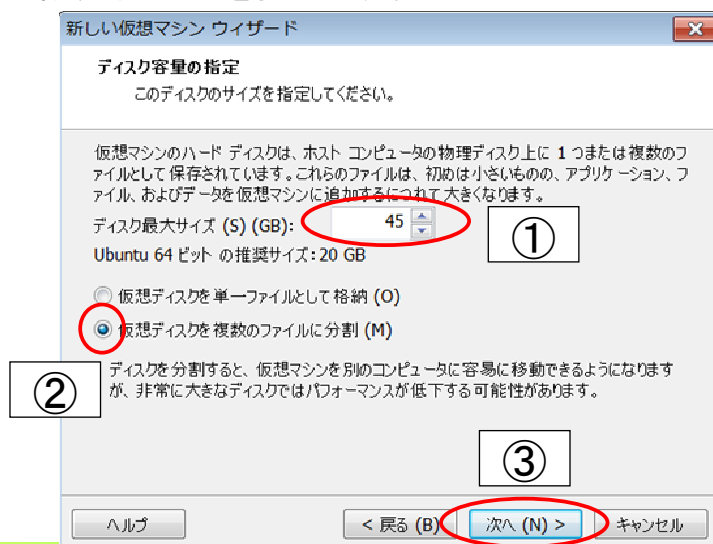 新しい仮想マシン ウィザード
ディスク容量の指定
このディスクのサイズを指定してください。
仮想マシンのハード ディスクは、ホスト コンピュータの物理ディスク上に 1 つまたは複数のフ
ァイルとして保存されています。これらのファイルは、初めは小さいものの、アプリケーション、フ
ァイル、およびデータを仮想マシンに追加するにつれて大きくなります。
ディスク最大サイズ (S) (GB): 45
①
Ubuntu 64 ビット の推奨サイズ: 20 GB
仮想ディスクを単一ファイルとして格納 (O)
仮想ディスクを複数のファイルに分割 (M)
②
ディスクを分割すると、仮想マシンを別のコンピュータに容易に移動できるようになります
が、非常に大きなディスクではパフォーマンスが低下する可能性があります。
③
ヘルプ
< 戻る (B)
次へ (N) >
キャンセル